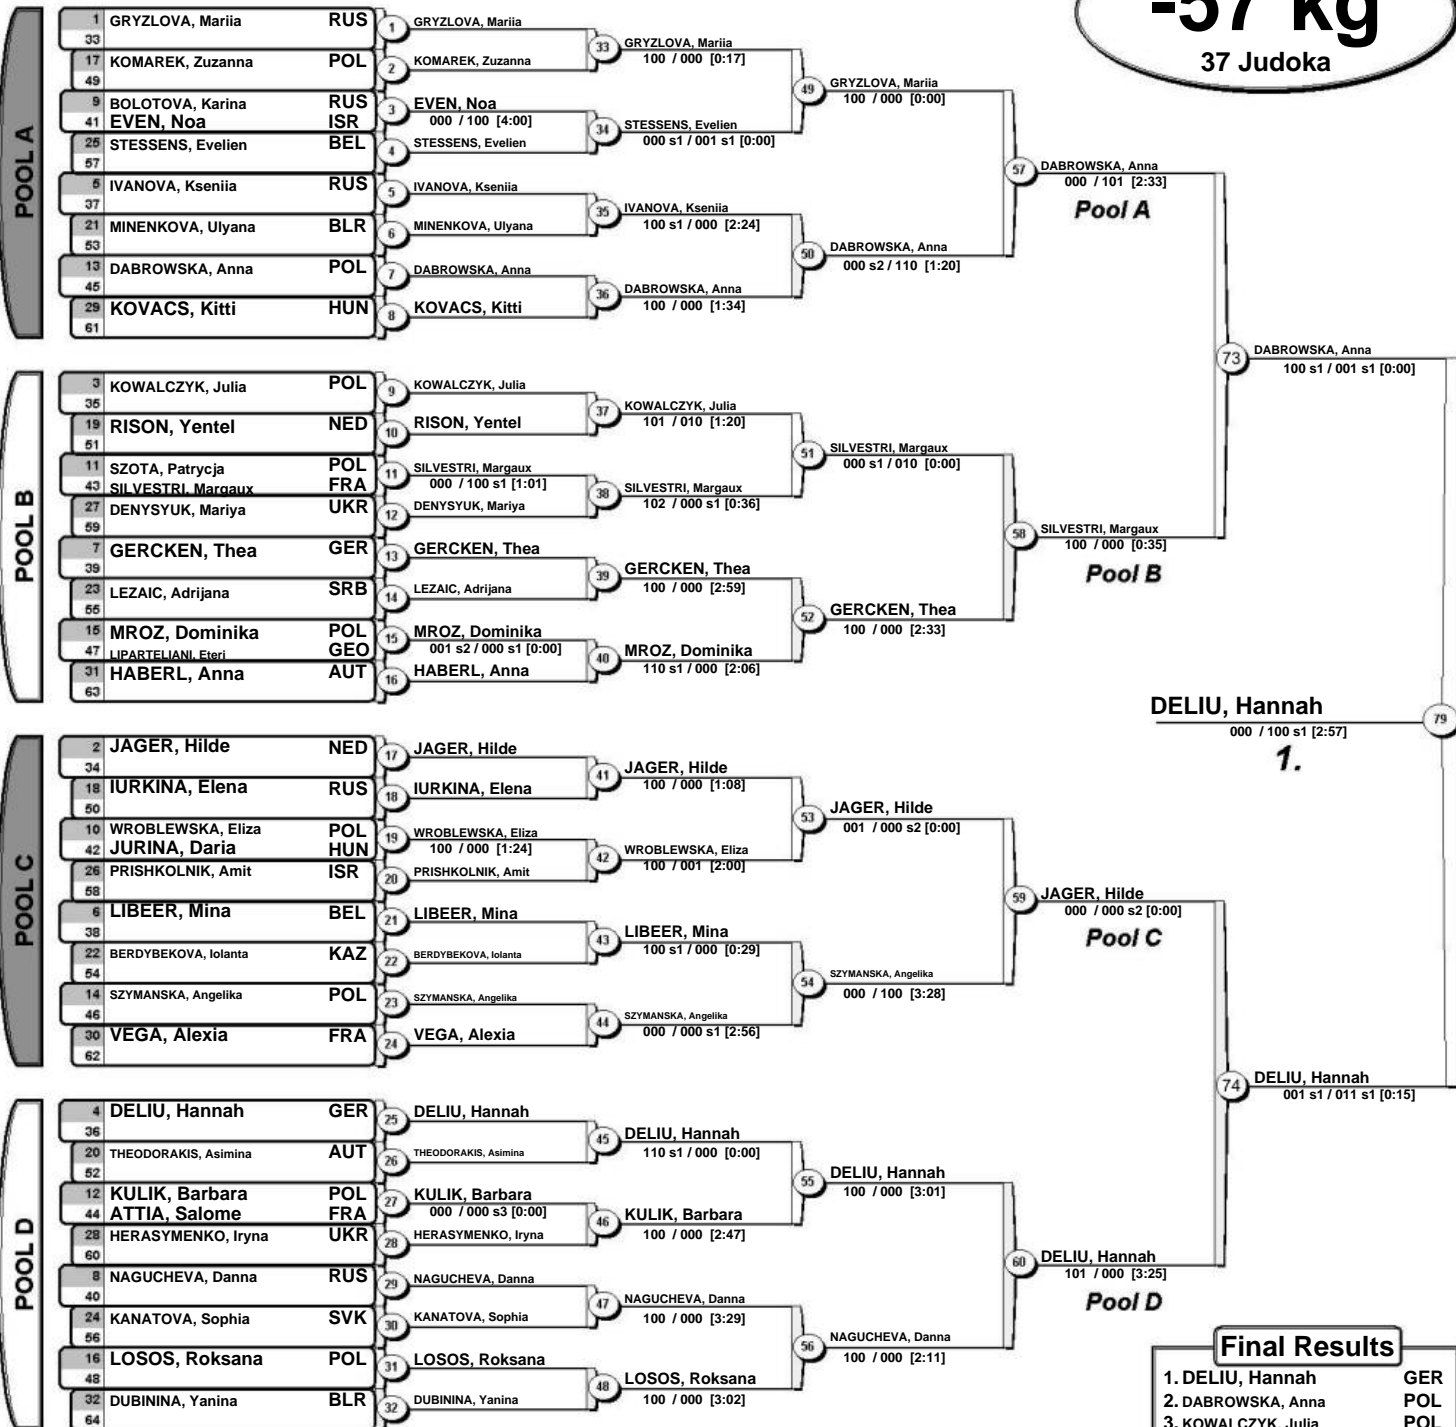 -57 kg
37 Judoka
POOL A
1 GRYZLOVA, Mariia RUS
33
17 KOMAREK, Zuzanna POL
49
9 BOLOTOVA, Karina RUS
41 EVEN, Noa ISR
25 STESSENS, Evelien BEL
57
5 IVANOVA, Kseniia RUS
37
21 MINENKOVA, Ulyana BLR
53
13 DABROWSKA, Anna POL
45
29 KOVACS, Kitti HUN
61
1 GRYZLOVA, Mariia
2 KOMAREK, Zuzanna
3 EVEN, Noa
000 / 100 [4:00]
4 STESSENS, Evelien
5 IVANOVA, Kseniia
6 MINENKOVA, Ulyana
7 DABROWSKA, Anna
8 KOVACS, Kitti
33 GRYZLOVA, Mariia
100 / 000 [0:17]
34 STESSENS, Evelien
000 s1 / 001 s1 [0:00]
35 IVANOVA, Kseniia
100 s1 / 000 [2:24]
36 DABROWSKA, Anna
100 / 000 [1:34]
49 GRYZLOVA, Mariia
100 / 000 [0:00]
50 DABROWSKA, Anna
000 s2 / 110 [1:20]
57 DABROWSKA, Anna
000 / 101 [2:33]
Pool A
POOL B
3 KOWALCZYK, Julia POL
35
19 RISON, Yentel NED
51
11 SZOTA, Patrycja POL
43 SILVESTRI, Margaux FRA
27 DENYSYUK, Mariya UKR
59
7 GERCKEN, Thea GER
39
23 LEZAIC, Adrijana SRB
55
15 MROZ, Dominika POL
47 LIPARTELIANI, Eteri GEO
31 HABERL, Anna AUT
63
9 KOWALCZYK, Julia
10 RISON, Yentel
11 SILVESTRI, Margaux
000 / 100 s1 [1:01]
12 DENYSYUK, Mariya
13 GERCKEN, Thea
14 LEZAIC, Adrijana
15 MROZ, Dominika
001 s2 / 000 s1 [0:00]
16 HABERL, Anna
37 KOWALCZYK, Julia
101 / 010 [1:20]
38 SILVESTRI, Margaux
102 / 000 s1 [0:36]
39 GERCKEN, Thea
100 / 000 [2:59]
40 MROZ, Dominika
110 s1 / 000 [2:06]
51 SILVESTRI, Margaux
000 s1 / 010 [0:00]
52 GERCKEN, Thea
100 / 000 [2:33]
58 SILVESTRI, Margaux
100 / 000 [0:35]
Pool B
73 DABROWSKA, Anna
100 s1 / 001 s1 [0:00]
DELIU, Hannah
79
000 / 100 s1 [2:57]
1.
POOL C
2 JAGER, Hilde NED
34
18 IURKINA, Elena RUS
50
10 WROBLEWSKA, Eliza POL
42 JURINA, Daria HUN
26 PRISHKOLNIK, Amit ISR
58
6 LIBEER, Mina BEL
38
22 BERDYBEKOVA, Iolanta KAZ
54
14 SZYMANSKA, Angelika POL
46
30 VEGA, Alexia FRA
62
17 JAGER, Hilde
18 IURKINA, Elena
19 WROBLEWSKA, Eliza
100 / 000 [1:24]
20 PRISHKOLNIK, Amit
21 LIBEER, Mina
22 BERDYBEKOVA, Iolanta
23 SZYMANSKA, Angelika
24 VEGA, Alexia
41 JAGER, Hilde
100 / 000 [1:08]
42 WROBLEWSKA, Eliza
100 / 001 [2:00]
43 LIBEER, Mina
100 s1 / 000 [0:29]
44 SZYMANSKA, Angelika
000 / 000 s1 [2:56]
53 JAGER, Hilde
001 / 000 s2 [0:00]
54 SZYMANSKA, Angelika
000 / 100 [3:28]
59 JAGER, Hilde
000 / 000 s2 [0:00]
Pool C
POOL D
4 DELIU, Hannah GER
36
20 THEODORAKIS, Asimina AUT
52
12 KULIK, Barbara POL
44 ATTIA, Salome FRA
28 HERASYMENKO, Iryna UKR
60
8 NAGUCHEVA, Danna RUS
40
24 KANATOVA, Sophia SVK
56
16 LOSOS, Roksana POL
48
32 DUBININA, Yanina BLR
64
25 DELIU, Hannah
26 THEODORAKIS, Asimina
27 KULIK, Barbara
000 / 000 s3 [0:00]
28 HERASYMENKO, Iryna
29 NAGUCHEVA, Danna
30 KANATOVA, Sophia
31 LOSOS, Roksana
32 DUBININA, Yanina
45 DELIU, Hannah
110 s1 / 000 [0:00]
46 KULIK, Barbara
100 / 000 [2:47]
47 NAGUCHEVA, Danna
100 / 000 [3:29]
48 LOSOS, Roksana
100 / 000 [3:02]
55 DELIU, Hannah
100 / 000 [3:01]
56 NAGUCHEVA, Danna
100 / 000 [2:11]
60 DELIU, Hannah
101 / 000 [3:25]
Pool D
74 DELIU, Hannah
001 s1 / 011 s1 [0:15]
Final Results
1. DELIU, Hannah GER
2. DABROWSKA, Anna POL
3. KOWALCZYK, Julia POL